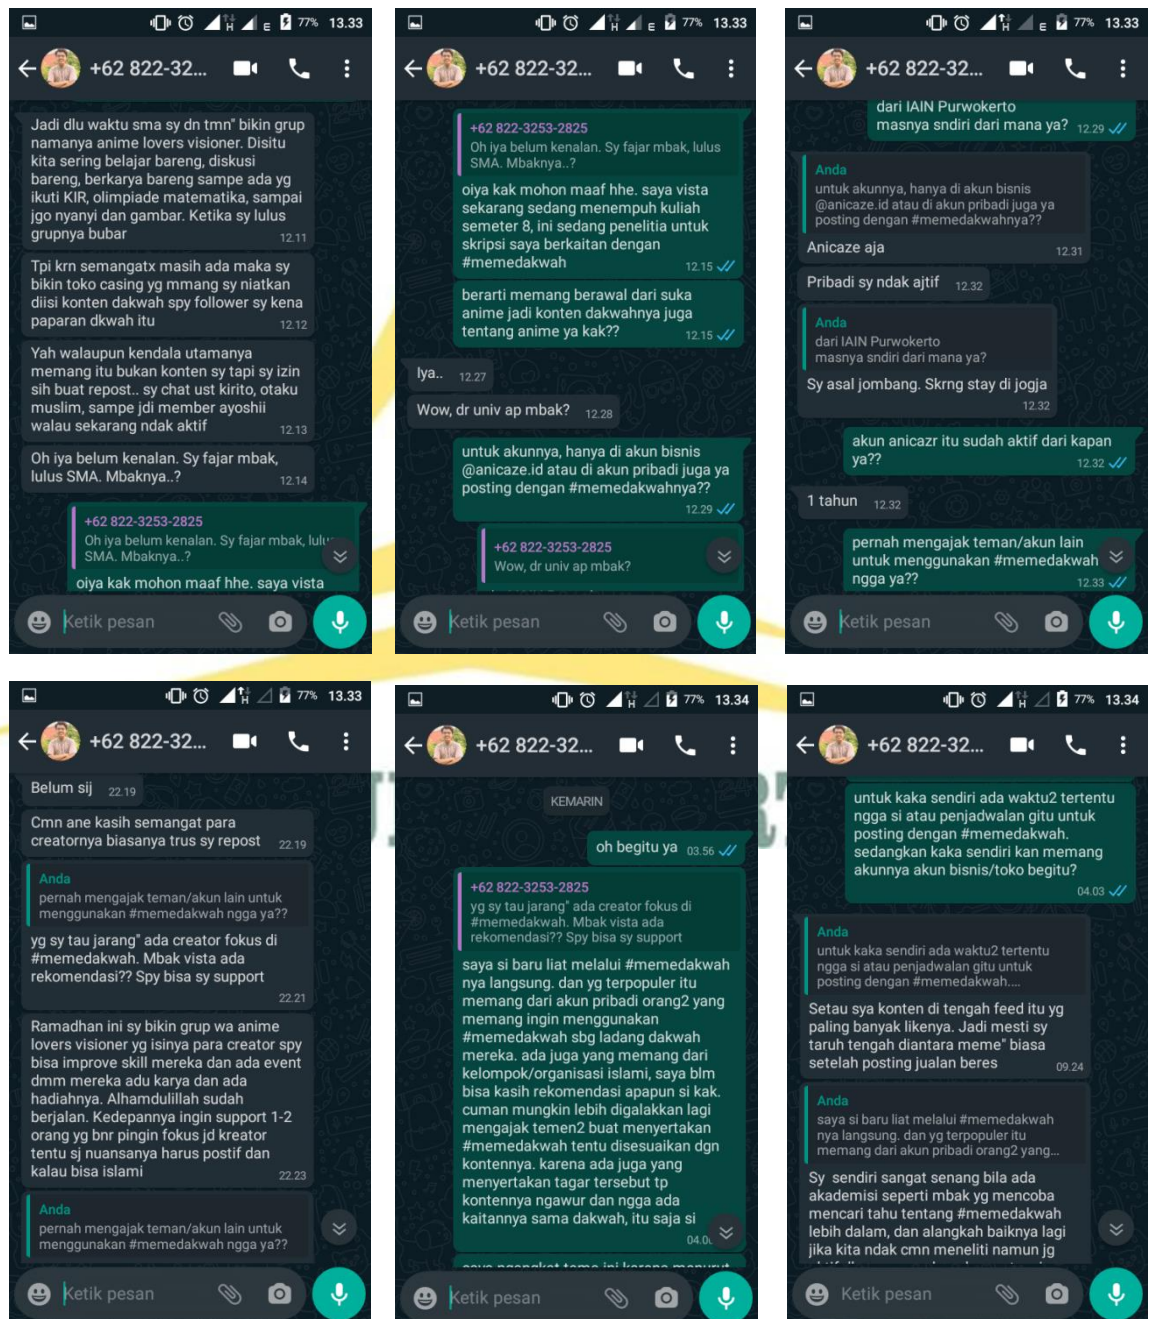 77% 13.33
+62 822-32...
Jadi dlu waktu sma sy dn tmn" bikin grup
namanya anime lovers visioner. Disitu
kita sering belajar bareng, diskusi
bareng, berkarya bareng sampe ada yg
ikuti KIR, olimpiade matematika, sampai
jgo nyanyi dan gambar. Ketika sy lulus
grupnya bubar 12.11
Tpi krn semangatx masih ada maka sy
bikin toko casing yg mmang sy niatkan
diisi konten dakwah spy follower sy kena
paparan dkwah itu 12.12
Yah walaupun kendala utamanya
memang itu bukan konten sy tapi sy izin
sih buat repost.. sy chat ust kirito, otaku
muslim, sampe jdi member ayoshii
walau sekarang ndak aktif 12.13
Oh iya belum kenalan. Sy fajar mbak,
lulus SMA. Mbaknya..? 12.14
+62 822-3253-2825
Oh iya belum kenalan. Sy fajar mbak, lulu
SMA. Mbaknya..?
oiya kak mohon maaf hhe. saya vista
Ketik pesan
H E 77% 13.33
+62 822-32...
+62 822-3253-2825
Oh iya belum kenalan. Sy fajar mbak, lulus
SMA. Mbaknya..?
oiya kak mohon maaf hhe. saya vista
sekarang sedang menempuh kuliah
semeter 8, ini sedang penelitia untuk
skripsi saya berkaitan dengan
#memedakwah 12.15
berarti memang berawal dari suka
anime jadi konten dakwahnya juga
tentang anime ya kak?? 12.15
Iya.. 12.27
Wow, dr univ ap mbak? 12.28
untuk akunnya, hanya di akun bisnis
@anicaze.id atau di akun pribadi juga ya
posting dengan #memedakwahnya??
12.29
+62 822-3253-2825
Wow, dr univ ap mbak?
Ketik pesan
H E 77% 13.33
+62 822-32...
dari IAIN Purwokerto
masnya sndiri dari mana ya? 12.29
Anda
untuk akunnya, hanya di akun bisnis
@anicaze.id atau di akun pribadi juga ya
posting dengan #memedakwahnya??
Anicaze aja 12.31
Pribadi sy ndak ajtif 12.32
Anda
dari IAIN Purwokerto
masnya sndiri dari mana ya?
Sy asal jombang. Skrng stay di jogja
12.32
akun anicazr itu sudah aktif dari kapan
ya?? 12.32
1 tahun 12.32
pernah mengajak teman/akun lain
untuk menggunakan #memedakwah
ngga ya?? 12.33
Ketik pesan
H 77% 13.33
+62 822-32...
Belum sij 22.19
Cmn ane kasih semangat para
creatornya biasanya trus sy repost 22.19
Anda
pernah mengajak teman/akun lain untuk
menggunakan #memedakwah ngga ya??
yg sy tau jarang" ada creator fokus di
#memedakwah. Mbak vista ada
rekomendasi?? Spy bisa sy support
22.21
Ramadhan ini sy bikin grup wa anime
lovers visioner yg isinya para creator spy
bisa improve skill mereka dan ada event
dmm mereka adu karya dan ada
hadiahnya. Alhamdulillah sudah
berjalan. Kedepannya ingin support 1-2
orang yg bnr pingin fokus jd kreator
tentu sj nuansanya harus postif dan
kalau bisa islami 22.23
Anda
pernah mengajak teman/akun lain untuk
menggunakan #memedakwah ngga ya??
Ketik pesan
H 77% 13.34
+62 822-32...
KEMARIN
oh begitu ya 03.56
+62 822-3253-2825
yg sy tau jarang" ada creator fokus di
#memedakwah. Mbak vista ada
rekomendasi?? Spy bisa sy support
saya si baru liat melalui #memedakwah
nya langsung. dan yg terpopuler itu
memang dari akun pribadi orang2 yang
memang ingin menggunakan
#memedakwah sbg ladang dakwah
mereka. ada juga yang memang dari
kelompok/organisasi islami, saya blm
bisa kasih rekomendasi apapun si kak.
cuman mungkin lebih digalakkan lagi
mengajak temen2 buat menyertakan
#memedakwah tentu disesuaikan dgn
kontennya. karena ada juga yang
menyertakan tagar tersebut tp
kontennya ngawur dan ngga ada
kaitannya sama dakwah, itu saja si
Ketik pesan
H 77% 13.34
+62 822-32...
untuk kaka sendiri ada waktu2 tertentu
ngga si atau penjadwalan gitu untuk
posting dengan #memedakwah.
sedangkan kaka sendiri kan memang
akunnya akun bisnis/toko begitu?
04.03
Anda
untuk kaka sendiri ada waktu2 tertentu
ngga si atau penjadwalan gitu untuk
posting dengan #memedakwah....
Setau sya konten di tengah feed itu yg
paling banyak likenya. Jadi mesti sy
taruh tengah diantara meme" biasa
setelah posting jualan beres 09.24
Anda
saya si baru liat melalui #memedakwah
nya langsung. dan yg terpopuler itu
memang dari akun pribadi orang2 yang...
Sy sendiri sangat senang bila ada
akademisi seperti mbak yg mencoba
mencari tahu tentang #memedakwah
lebih dalam, dan alangkah baiknya lagi
jika kita ndak cmn meneliti namun jg
Ketik pesan